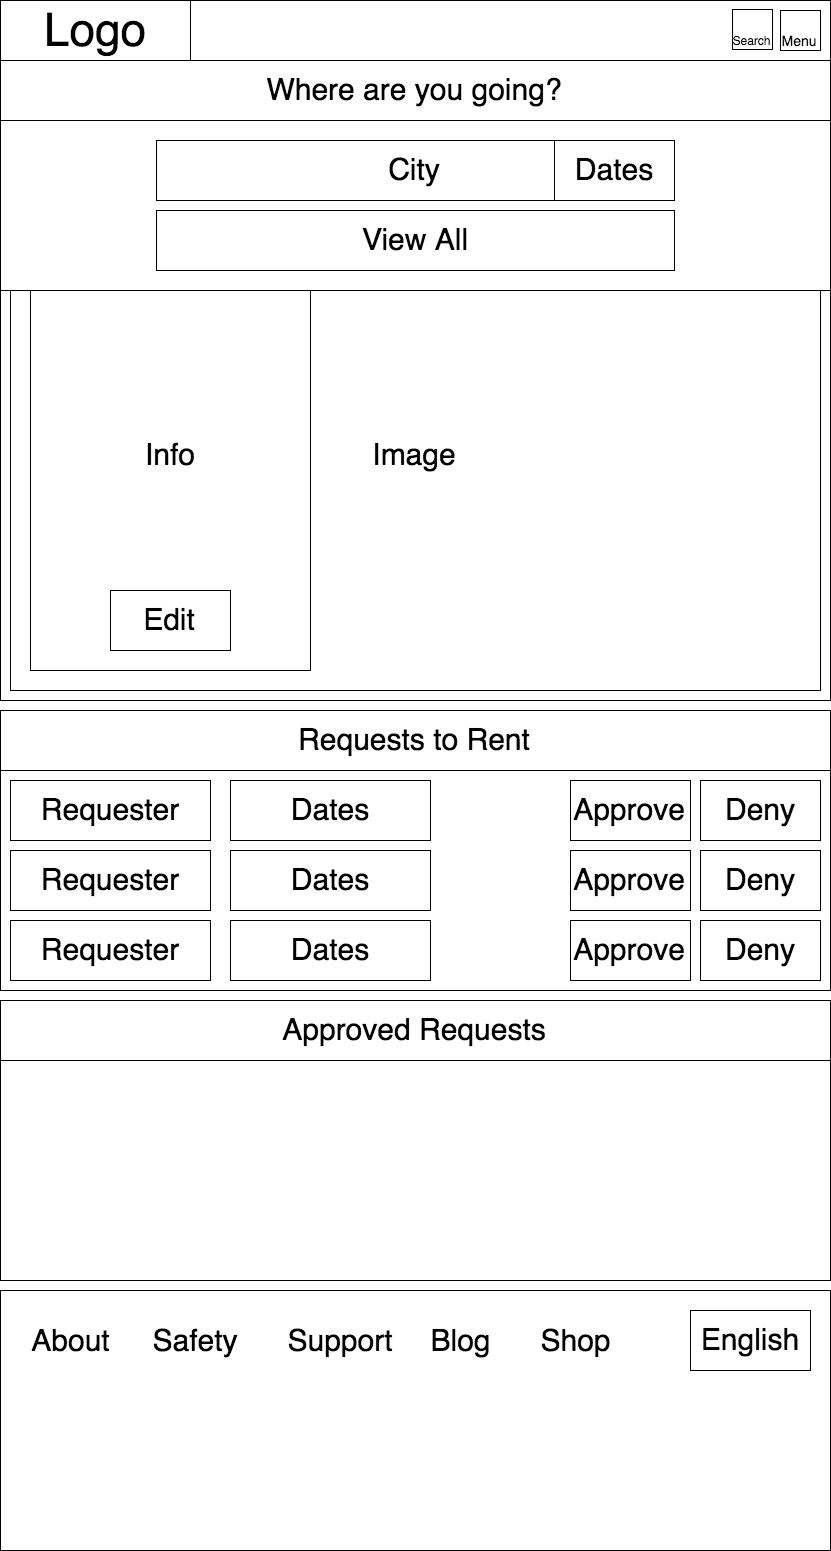 Logo
Search
Menu
Where are you going?
City
Dates
View All
Info
Image
Edit
Requests to Rent
Requester Dates Approve Deny
Requester Dates Approve Deny
Requester Dates Approve Deny
Approved Requests
About Safety Support Blog Shop English